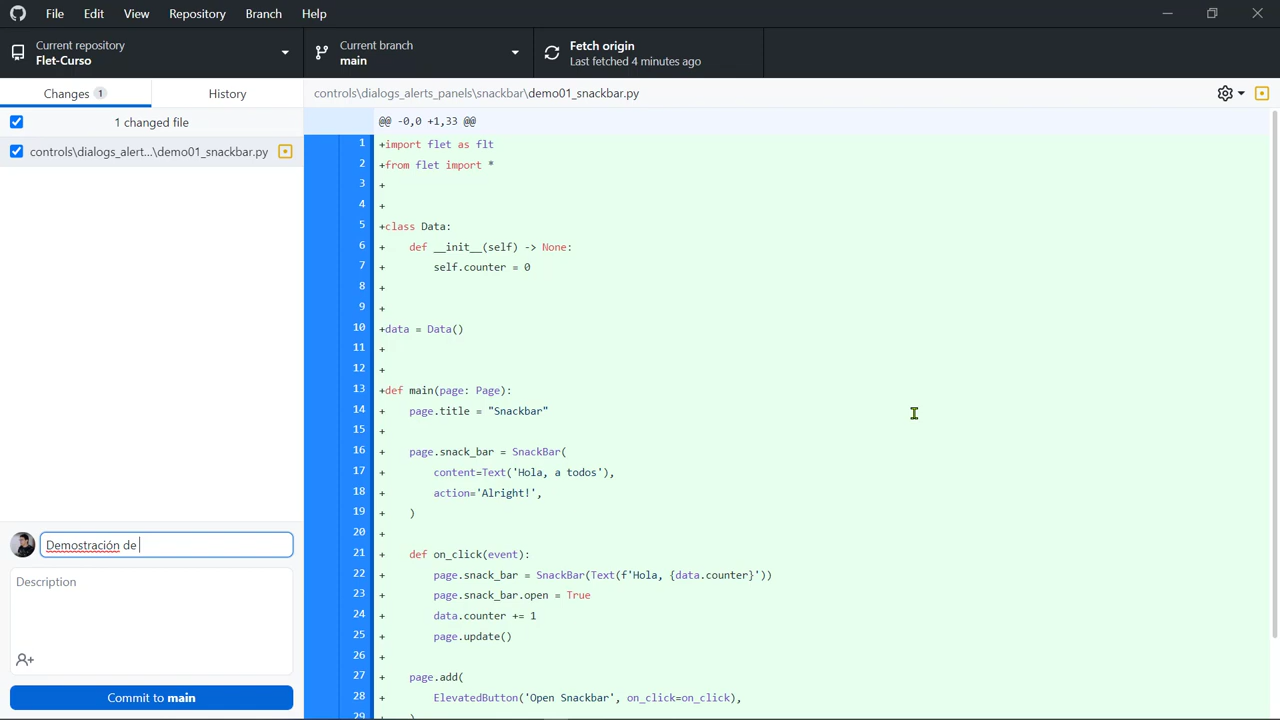 File Edit View Repository Branch Help
Current repository
Flet-Curso
Current branch
main
Fetch origin
Last fetched 4 minutes ago
Changes 1 History
controls\dialogs_alerts_panels\snackbar\demo01_snackbar.py
1 changed file
controls\dialogs_alert...\demo01_snackbar.py
@@ -0,0 +1,33 @@
1 +import flet as flt
2 +from flet import *
3 +
4 +
5 +class Data:
6 + def __init__(self) -> None:
7 + self.counter = 0
8 +
9 +
10 +data = Data()
11 +
12 +
13 +def main(page: Page):
14 + page.title = "Snackbar"
15 +
16 + page.snack_bar = SnackBar(
17 + content=Text('Hola, a todos'),
18 + action='Alright!',
19 + )
20 +
21 + def on_click(event):
22 + page.snack_bar = SnackBar(Text(f'Hola, {data.counter}'))
23 + page.snack_bar.open = True
24 + data.counter += 1
25 + page.update()
26 +
27 + page.add(
28 + ElevatedButton('Open Snackbar', on_click=on_click),
29 + )
Demostración de
Description
Commit to main